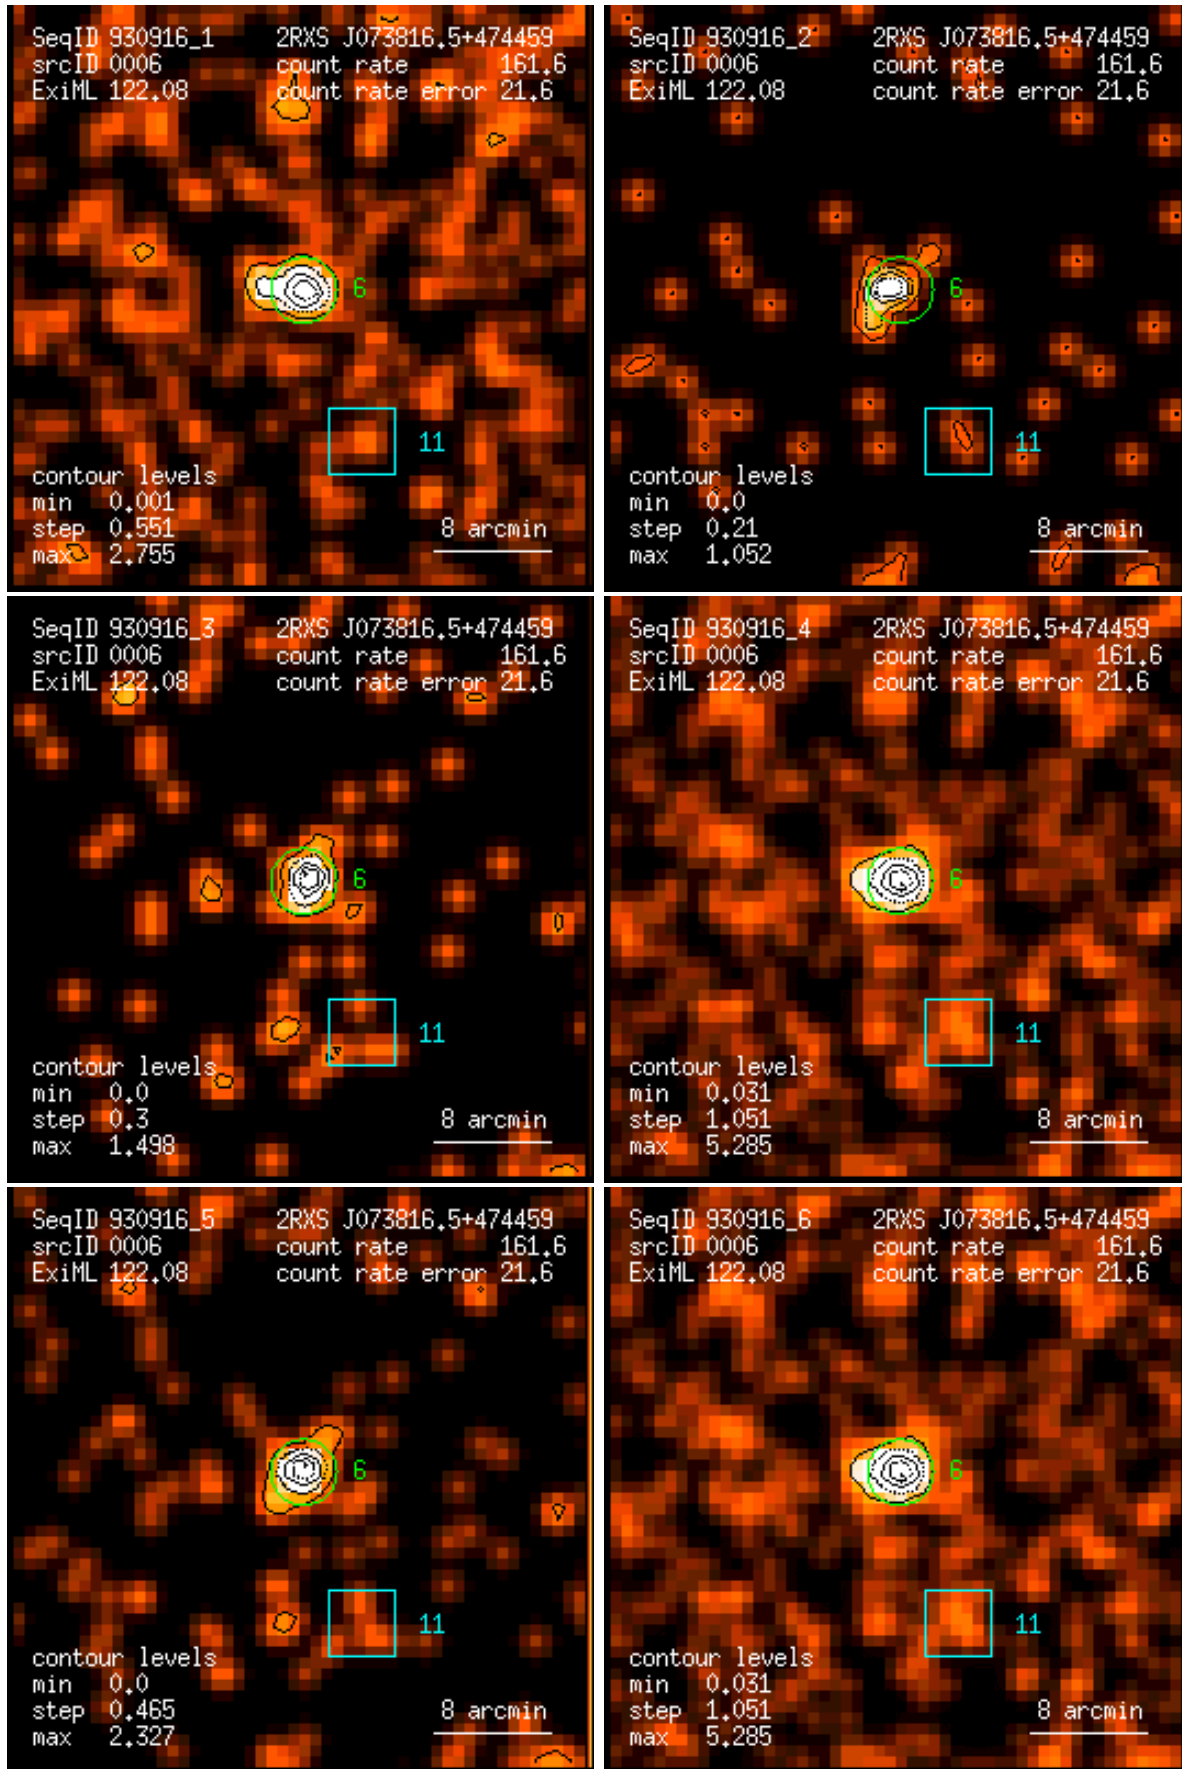 SeqID 930916_1 2RXS J073816.5+474459
srcID 0006 count rate 161.6
ExiML 122.08 count rate error 21.6
6
11
contour levels
min 0.001
step 0.551
max 2.755
8 arcmin
SeqID 930916_2 2RXS J073816.5+474459
srcID 0006 count rate 161.6
ExiML 122.08 count rate error 21.6
6
11
contour levels
min 0.0
step 0.21
max 1.052
8 arcmin
SeqID 930916_3 2RXS J073816.5+474459
srcID 0006 count rate 161.6
ExiML 122.08 count rate error 21.6
6
11
contour levels
min 0.0
step 0.3
max 1.498
8 arcmin
SeqID 930916_4 2RXS J073816.5+474459
srcID 0006 count rate 161.6
ExiML 122.08 count rate error 21.6
6
11
contour levels
min 0.031
step 1.051
max 5.285
8 arcmin
SeqID 930916_5 2RXS J073816.5+474459
srcID 0006 count rate 161.6
ExiML 122.08 count rate error 21.6
6
11
contour levels
min 0.0
step 0.465
max 2.327
8 arcmin
SeqID 930916_6 2RXS J073816.5+474459
srcID 0006 count rate 161.6
ExiML 122.08 count rate error 21.6
6
11
contour levels
min 0.031
step 1.051
max 5.285
8 arcmin